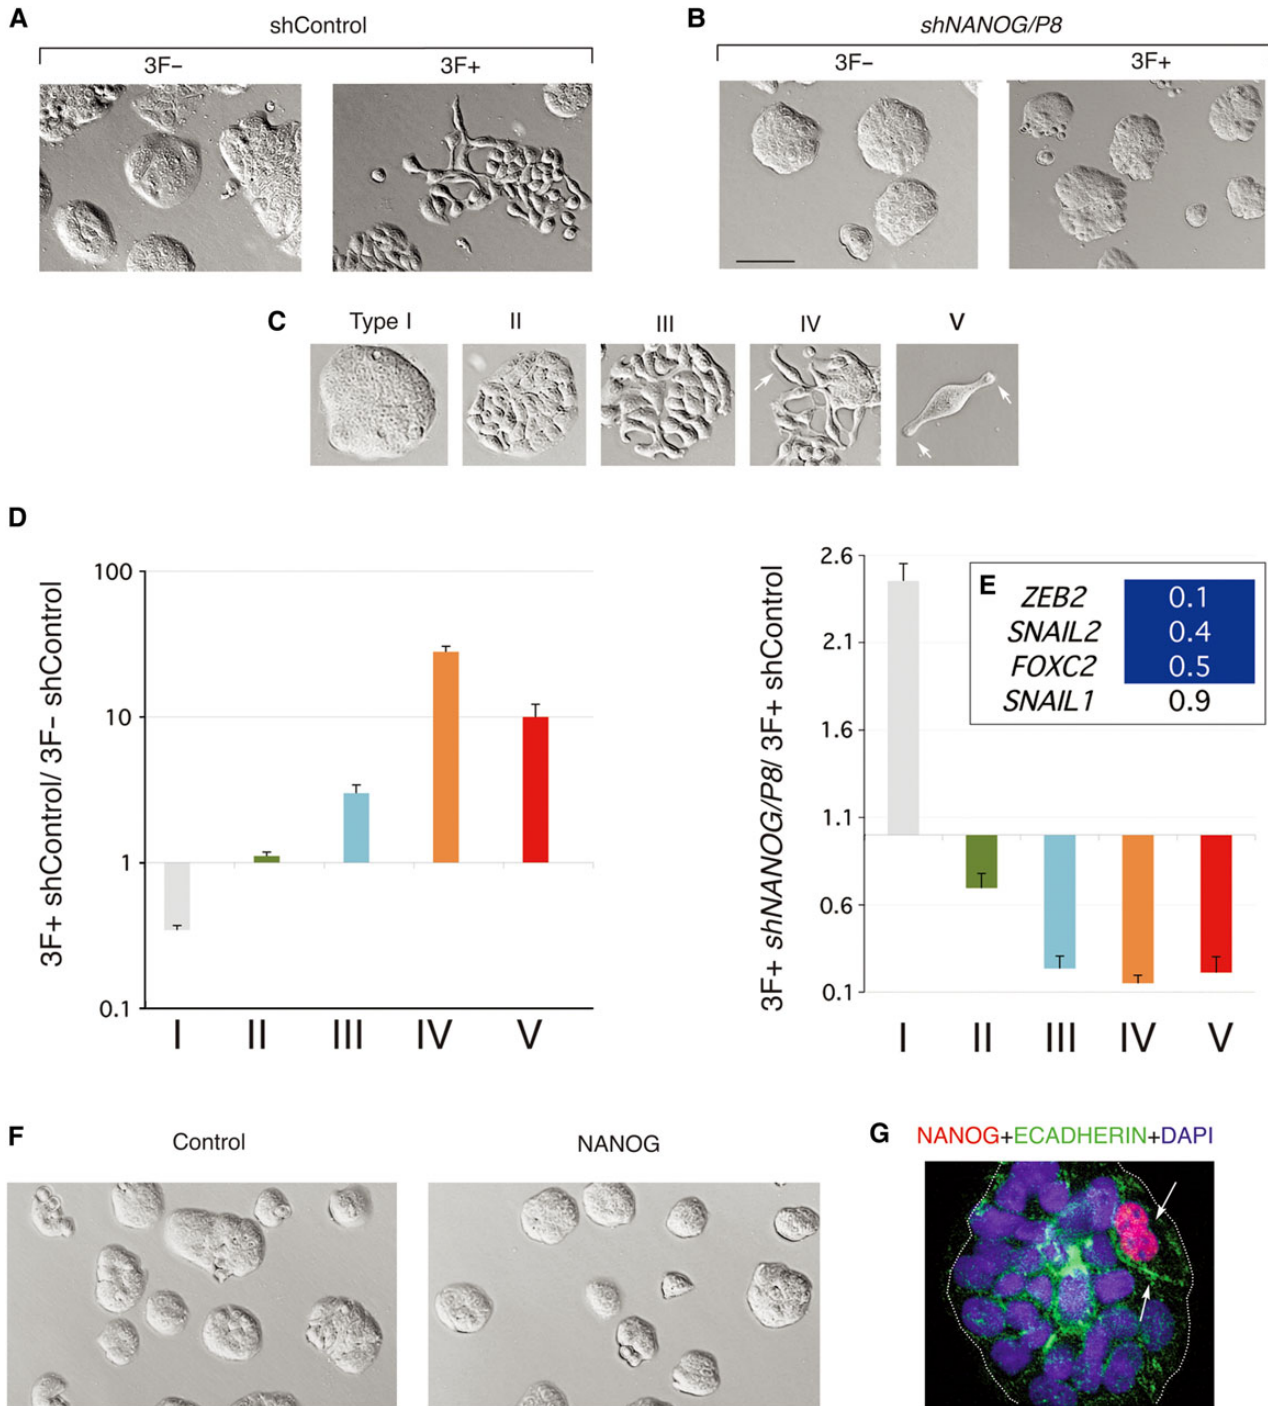 A
shControl
3F−
3F+
B
shNANOG/P8
3F−
3F+
C
Type I
II
III
IV
V
D
3F+ shControl/ 3F− shControl
100
10
1
0.1
I
II
III
IV
V
3F+ shNANOG/P8/ 3F+ shControl
2.6
2.1
1.6
1.1
0.6
0.1
I
II
III
IV
V
E
ZEB2 0.1
SNAIL2 0.4
FOXC2 0.5
SNAIL1 0.9
F
Control
NANOG
G
NANOG+ECADHERIN+DAPI